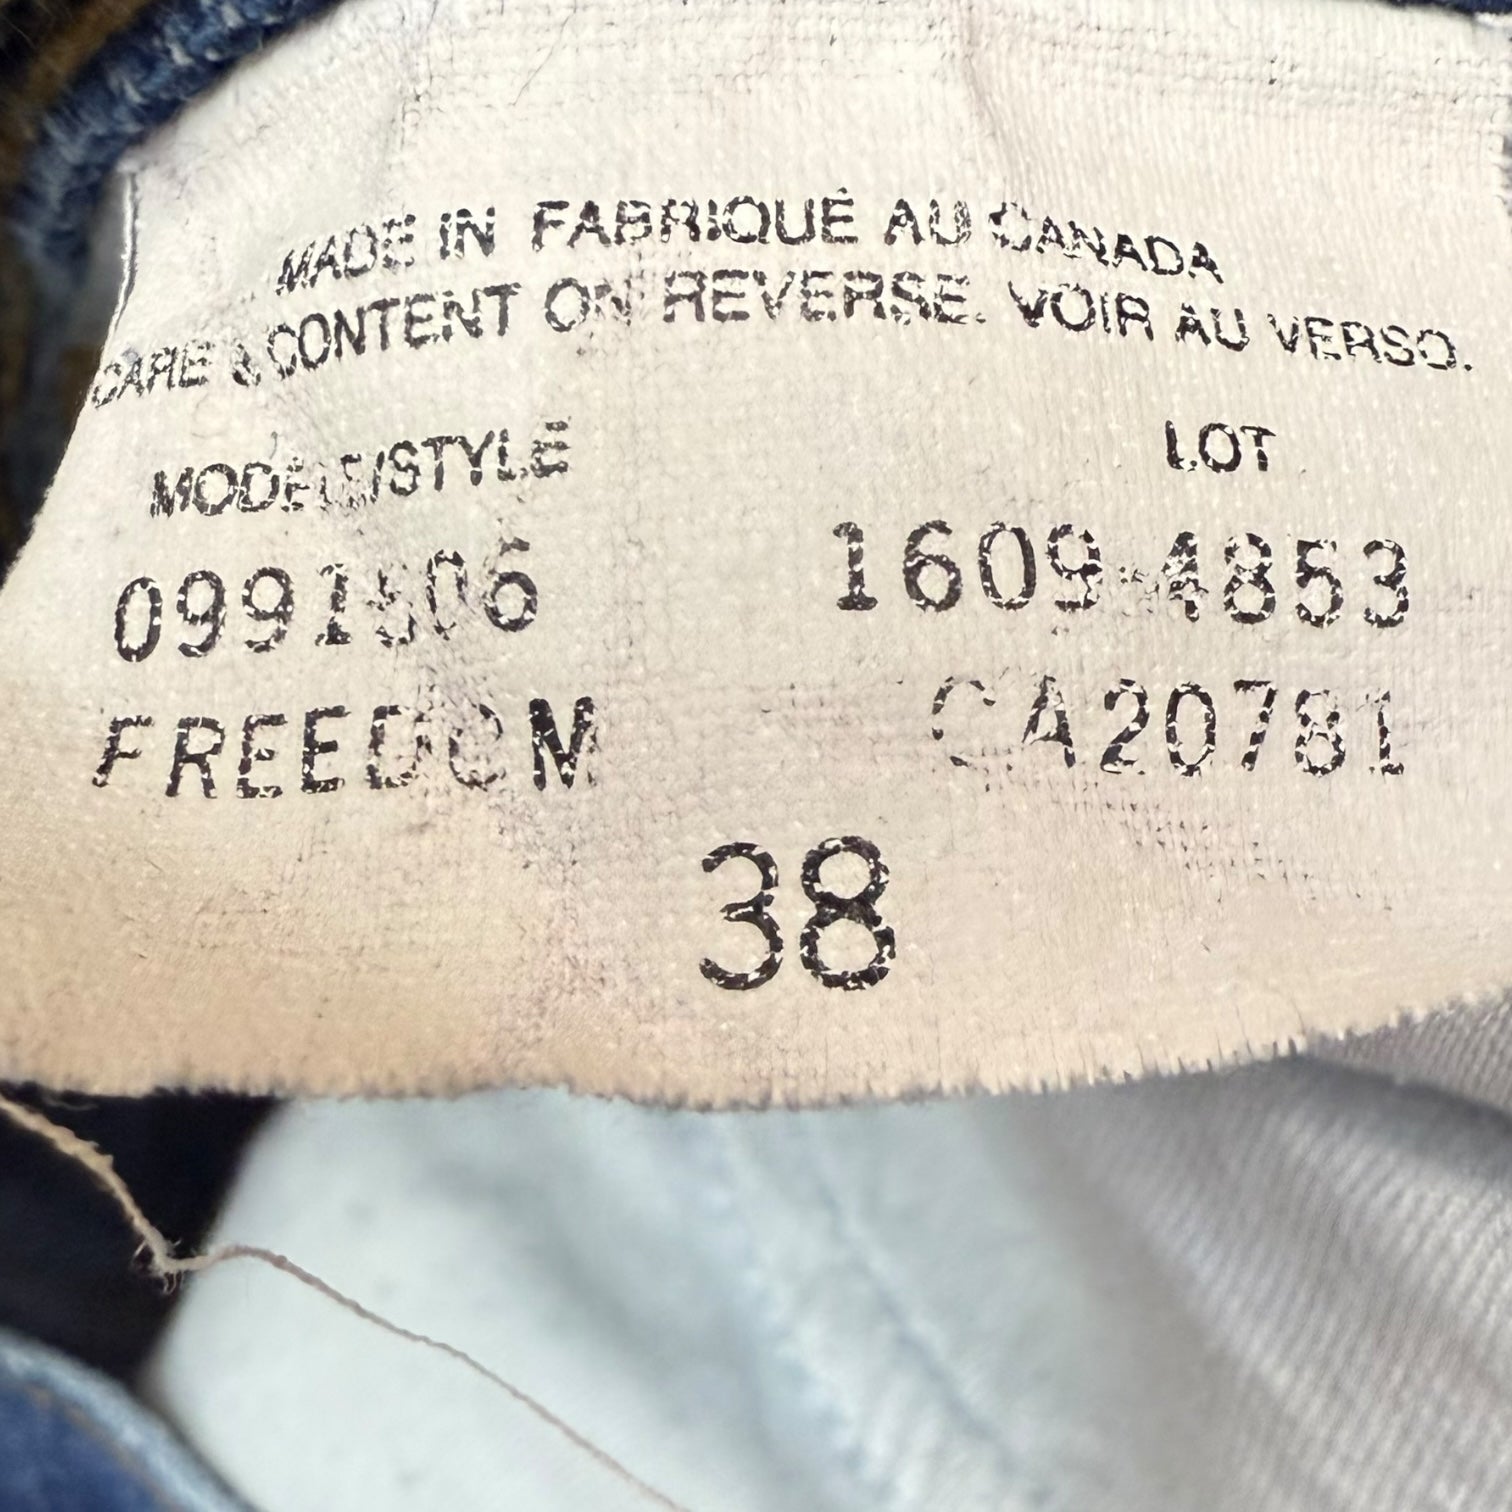 MADE IN FABRIQUÉ AU CANADA
CARE & CONTENT ON REVERSE. VOIR AU VERSO.
MODELE/STYLE LOT
1609-4853
FREEDOM CA20781
38